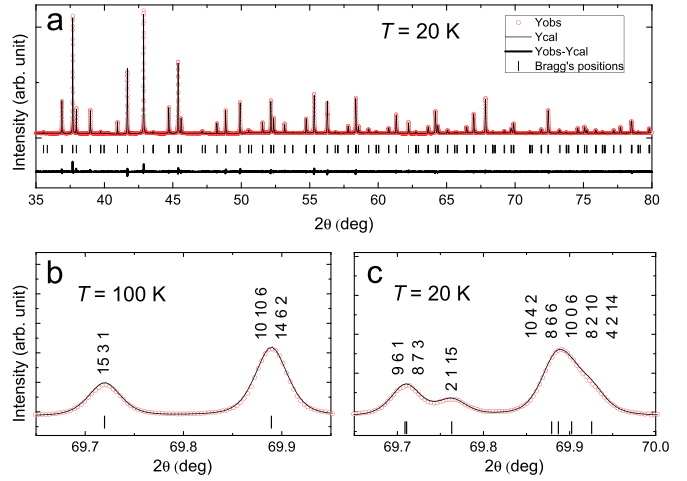 a
T = 20 K
Yobs
Ycal
Yobs-Ycal
Bragg's positions
Intensity (arb. unit)
35 40 45 50 55 60 65 70 75 80
2θ (deg)
b
T = 100 K
15 3 1
10 10 6
14 6 2
Intensity (arb. unit)
69.7 69.8 69.9
2θ (deg)
c
T = 20 K
9 6 1
8 7 3
2 1 15
10 4 2
8 6 6
10 0 6
8 2 10
4 2 14
69.7 69.8 69.9 70.0
2θ (deg)